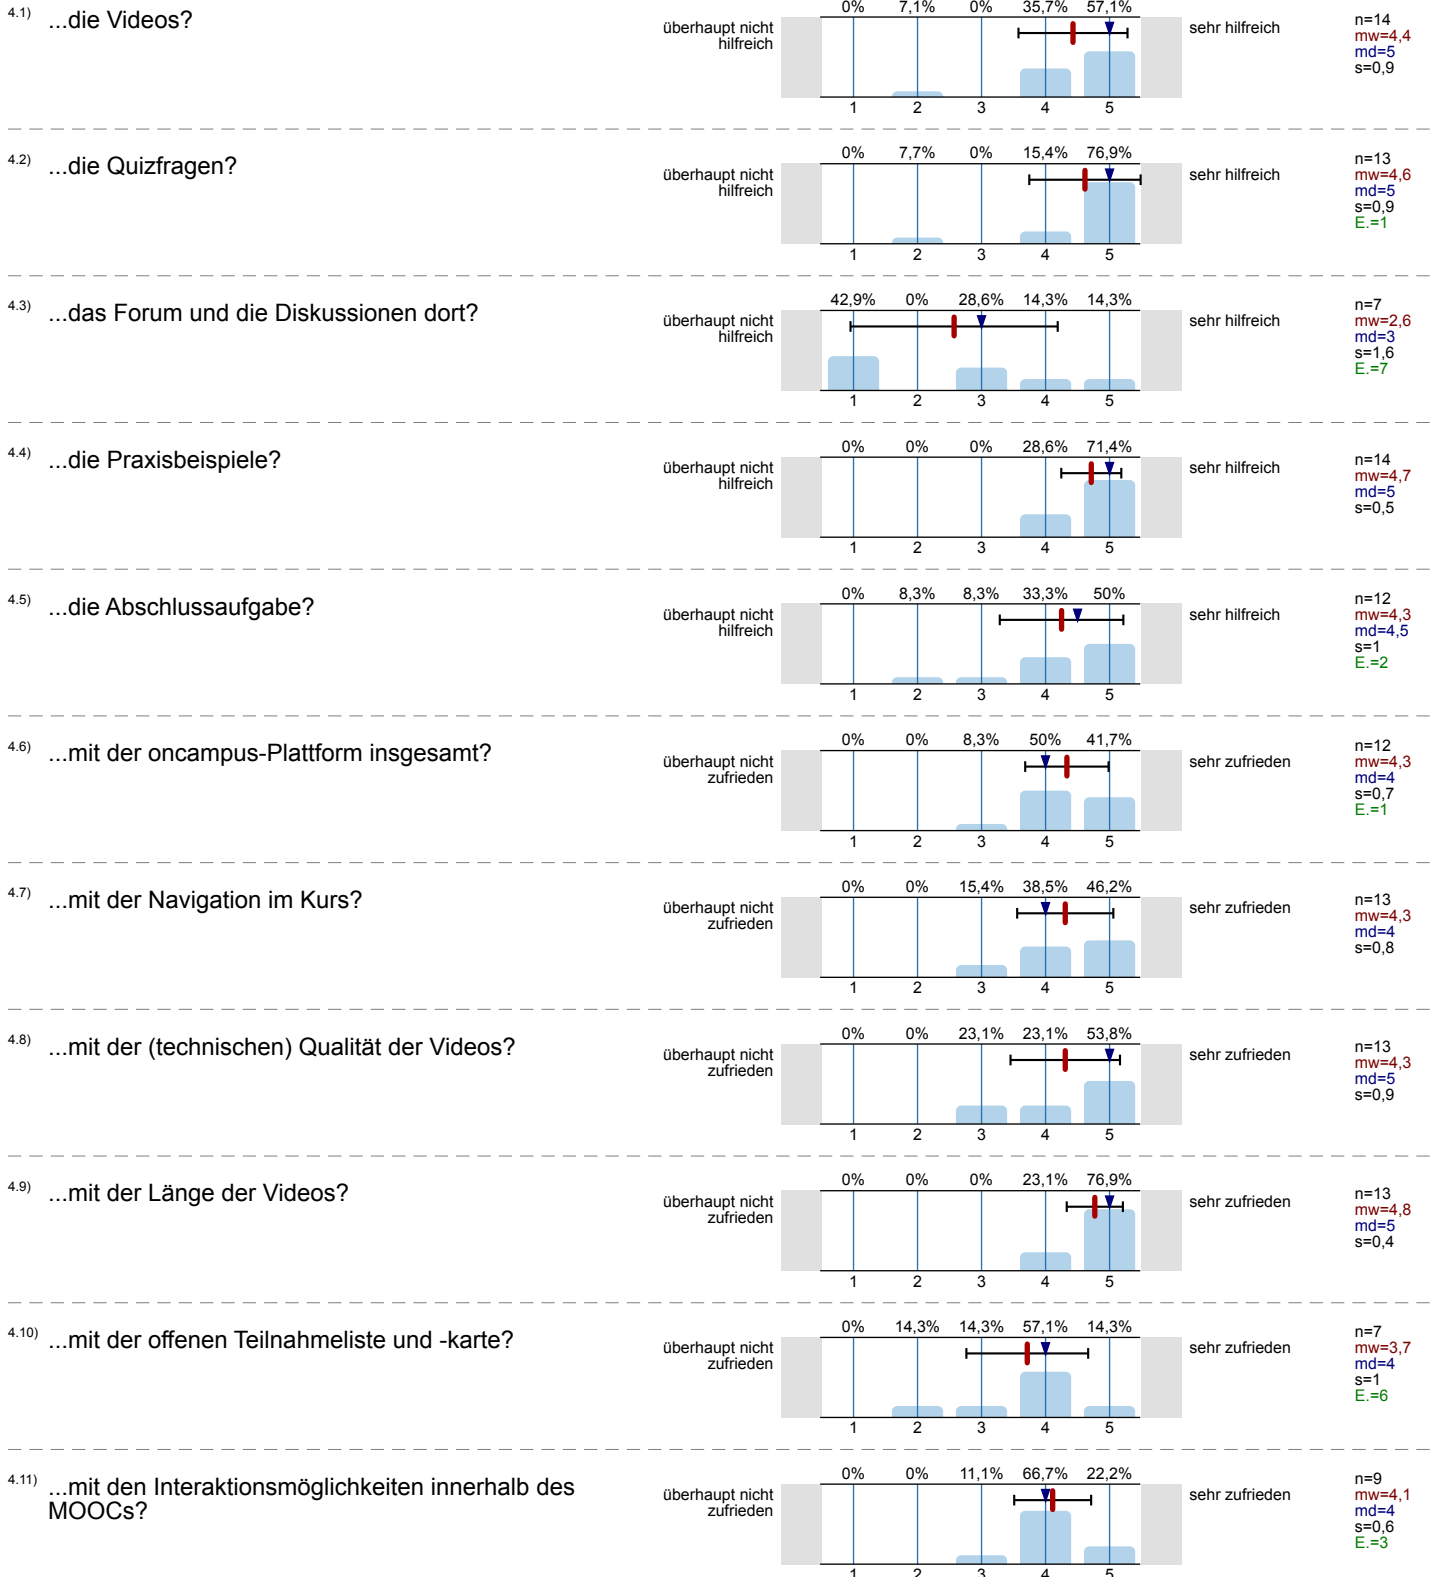 4.1) ...die Videos?
überhaupt nicht
hilfreich
0% 7,1% 0% 35,7% 57,1%
1 2 3 4 5
sehr hilfreich
n=14
mw=4,4
md=5
s=0,9
4.2) ...die Quizfragen?
überhaupt nicht
hilfreich
0% 7,7% 0% 15,4% 76,9%
1 2 3 4 5
sehr hilfreich
n=13
mw=4,6
md=5
s=0,9
E.=1
4.3) ...das Forum und die Diskussionen dort?
überhaupt nicht
hilfreich
42,9% 0% 28,6% 14,3% 14,3%
1 2 3 4 5
sehr hilfreich
n=7
mw=2,6
md=3
s=1,6
E.=7
4.4) ...die Praxisbeispiele?
überhaupt nicht
hilfreich
0% 0% 0% 28,6% 71,4%
1 2 3 4 5
sehr hilfreich
n=14
mw=4,7
md=5
s=0,5
4.5) ...die Abschlussaufgabe?
überhaupt nicht
hilfreich
0% 8,3% 8,3% 33,3% 50%
1 2 3 4 5
sehr hilfreich
n=12
mw=4,3
md=4,5
s=1
E.=2
4.6) ...mit der oncampus-Plattform insgesamt?
überhaupt nicht
zufrieden
0% 0% 8,3% 50% 41,7%
1 2 3 4 5
sehr zufrieden
n=12
mw=4,3
md=4
s=0,7
E.=1
4.7) ...mit der Navigation im Kurs?
überhaupt nicht
zufrieden
0% 0% 15,4% 38,5% 46,2%
1 2 3 4 5
sehr zufrieden
n=13
mw=4,3
md=4
s=0,8
4.8) ...mit der (technischen) Qualität der Videos?
überhaupt nicht
zufrieden
0% 0% 23,1% 23,1% 53,8%
1 2 3 4 5
sehr zufrieden
n=13
mw=4,3
md=5
s=0,9
4.9) ...mit der Länge der Videos?
überhaupt nicht
zufrieden
0% 0% 0% 23,1% 76,9%
1 2 3 4 5
sehr zufrieden
n=13
mw=4,8
md=5
s=0,4
4.10) ...mit der offenen Teilnahmeliste und -karte?
überhaupt nicht
zufrieden
0% 14,3% 14,3% 57,1% 14,3%
1 2 3 4 5
sehr zufrieden
n=7
mw=3,7
md=4
s=1
E.=6
4.11) ...mit den Interaktionsmöglichkeiten innerhalb des
MOOCs?
überhaupt nicht
zufrieden
0% 0% 11,1% 66,7% 22,2%
1 2 3 4 5
sehr zufrieden
n=9
mw=4,1
md=4
s=0,6
E.=3